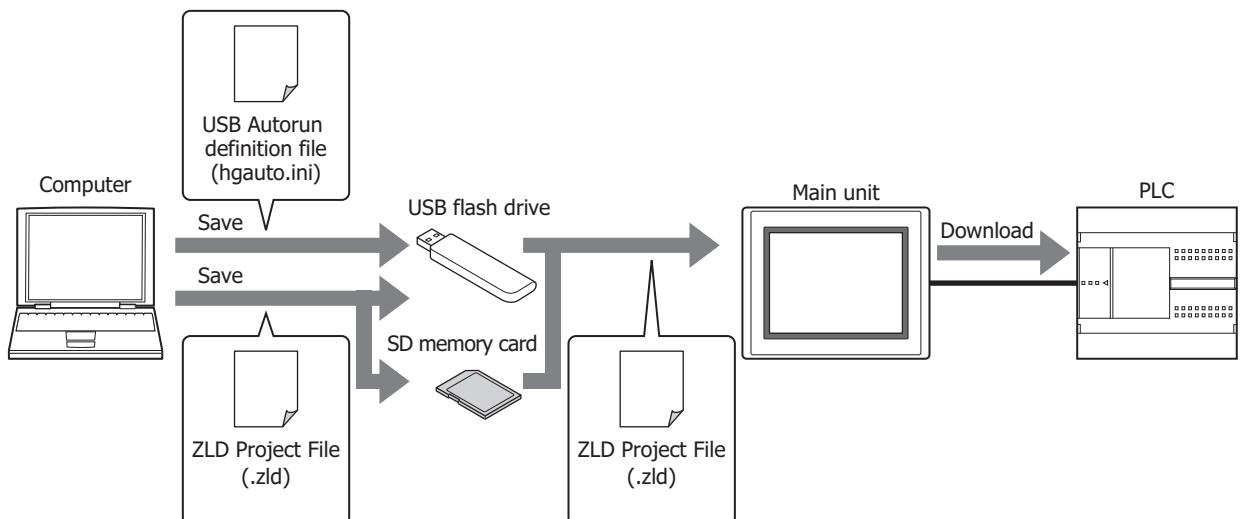 USB Autorun
definition file
(hgauto.ini)
Computer
Save
USB flash drive
Main unit
PLC
Download
Save
SD memory card
ZLD Project File
(.zld)
ZLD Project File
(.zld)